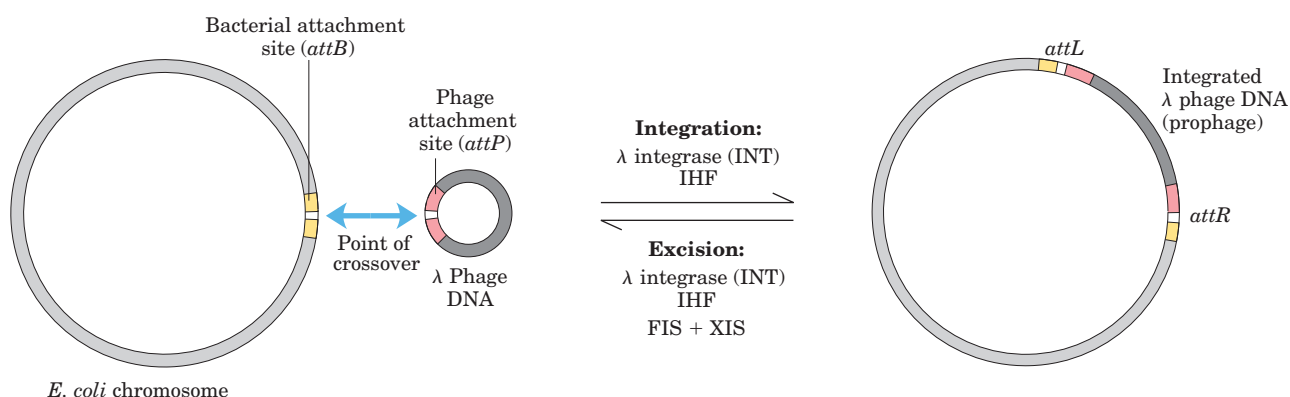 Bacterial attachment
site (attB)
Phage
attachment
site (attP)
Point of
crossover
λ Phage
DNA
E. coli chromosome
Integration:
λ integrase (INT)
IHF
Excision:
λ integrase (INT)
IHF
FIS + XIS
attL
Integrated
λ phage DNA
(prophage)
attR